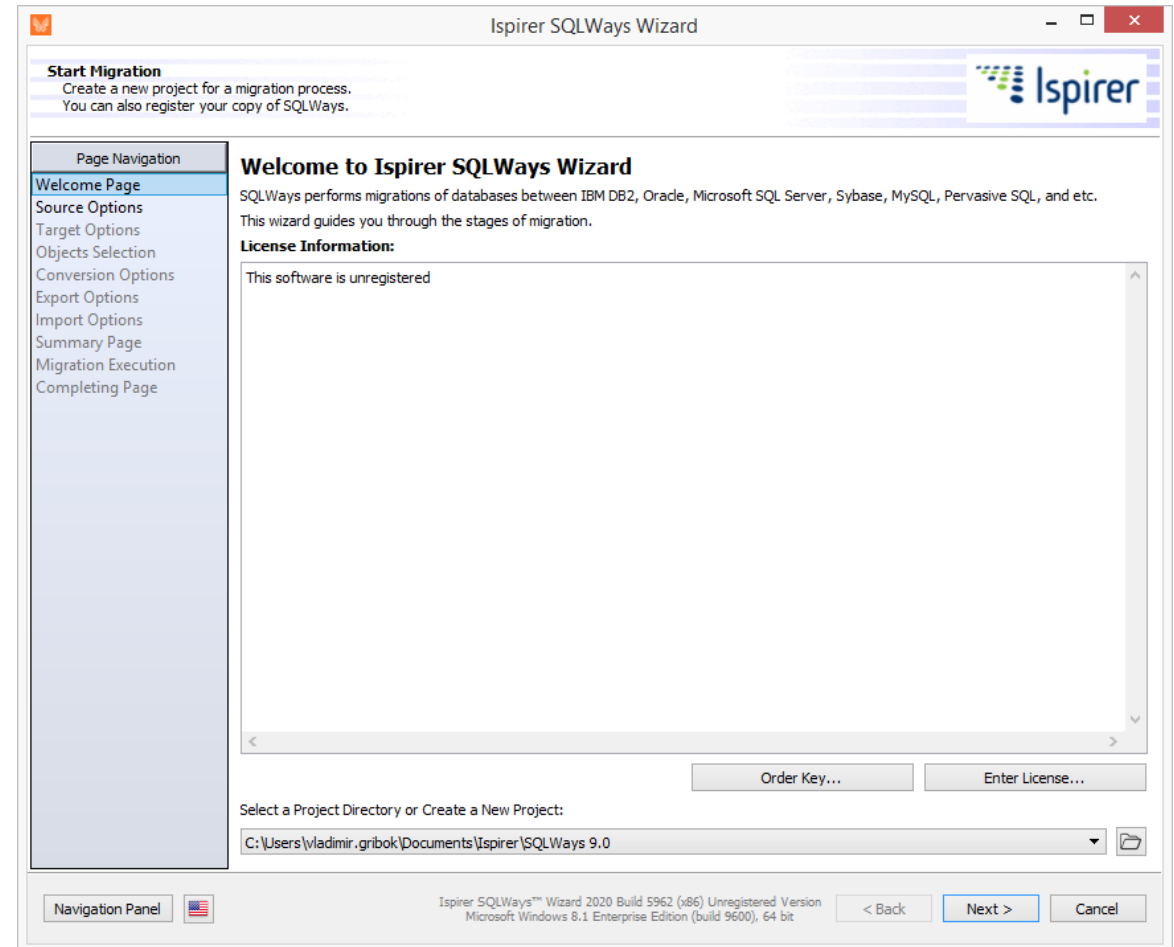 Ispirer SQLWays Wizard
Start Migration
Create a new project for a migration process.
You can also register your copy of SQLWays.
Ispirer
Page Navigation
Welcome Page
Source Options
Target Options
Objects Selection
Conversion Options
Export Options
Import Options
Summary Page
Migration Execution
Completing Page
Welcome to Ispirer SQLWays Wizard
SQLWays performs migrations of databases between IBM DB2, Oracle, Microsoft SQL Server, Sybase, MySQL, Pervasive SQL, and etc.
This wizard guides you through the stages of migration.
License Information:
This software is unregistered
Order Key...
Enter License...
Select a Project Directory or Create a New Project:
C:\Users\vladimir.gribok\Documents\Ispirer\SQLWays 9.0
Navigation Panel
Ispirer SQLWays™ Wizard 2020 Build 5962 (x86) Unregistered Version
Microsoft Windows 8.1 Enterprise Edition (build 9600), 64 bit
< Back
Next >
Cancel